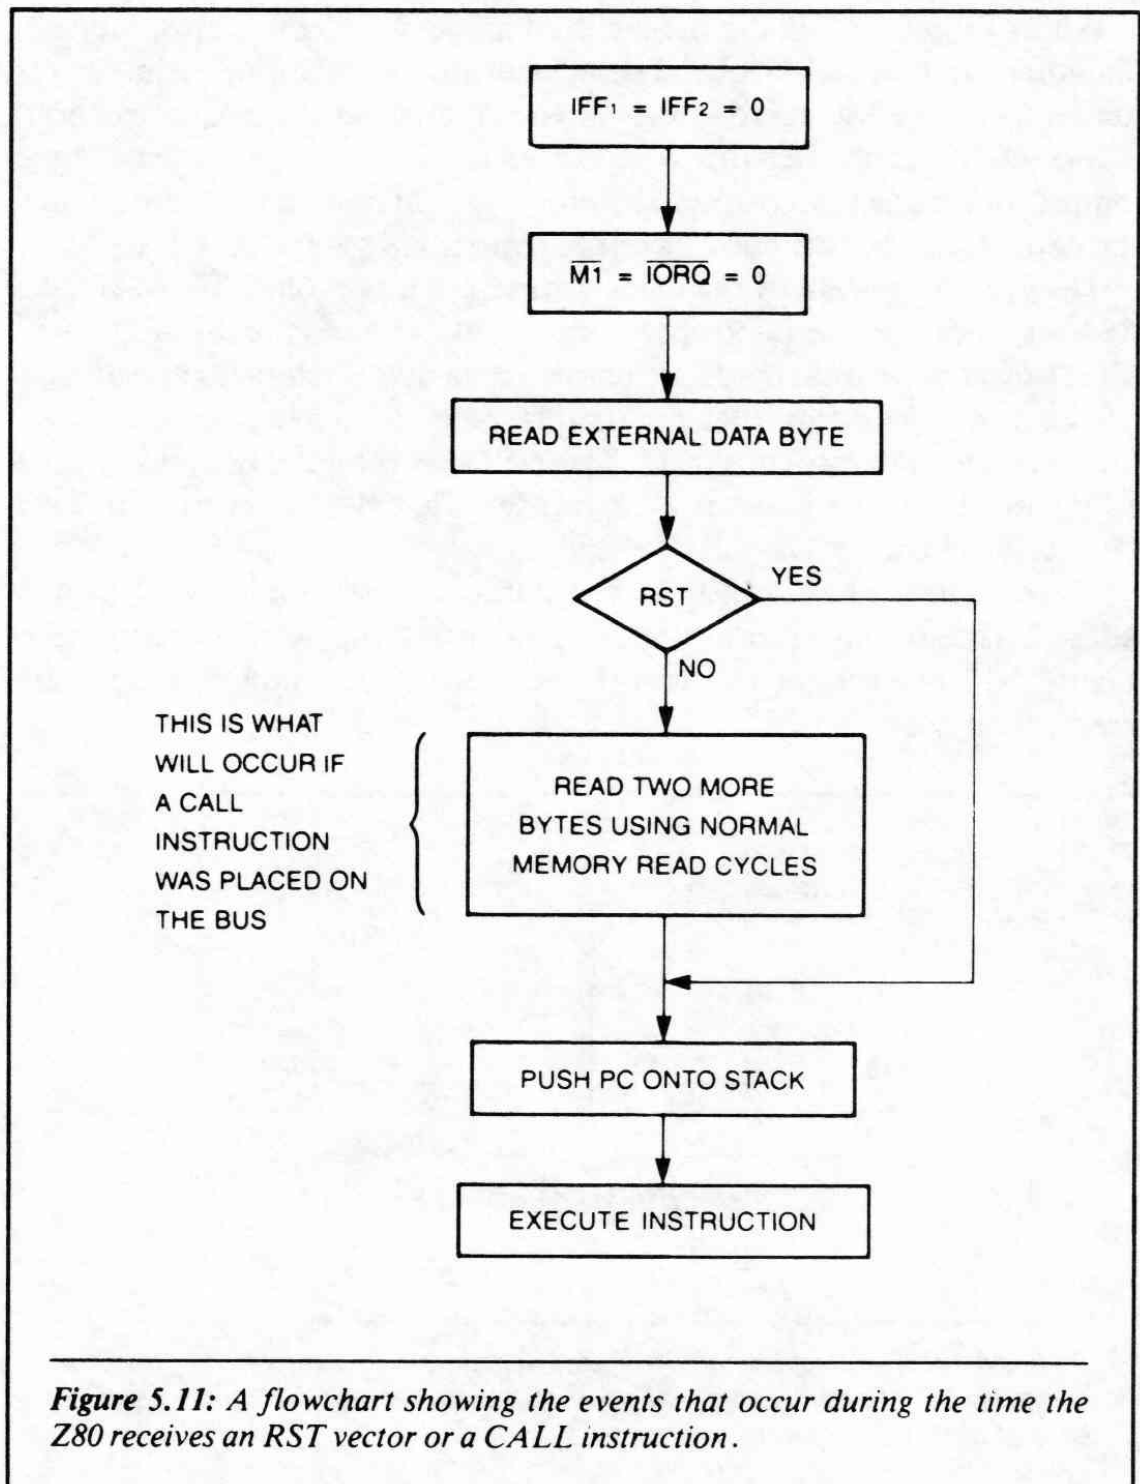 IFF₁ = IFF₂ = 0
M̅1̅ = I̅O̅R̅Q̅ = 0
READ EXTERNAL DATA BYTE
RST
YES
NO
THIS IS WHAT
WILL OCCUR IF
A CALL
INSTRUCTION
WAS PLACED ON
THE BUS
READ TWO MORE
BYTES USING NORMAL
MEMORY READ CYCLES
PUSH PC ONTO STACK
EXECUTE INSTRUCTION
Figure 5.11: A flowchart showing the events that occur during the time the
Z80 receives an RST vector or a CALL instruction.